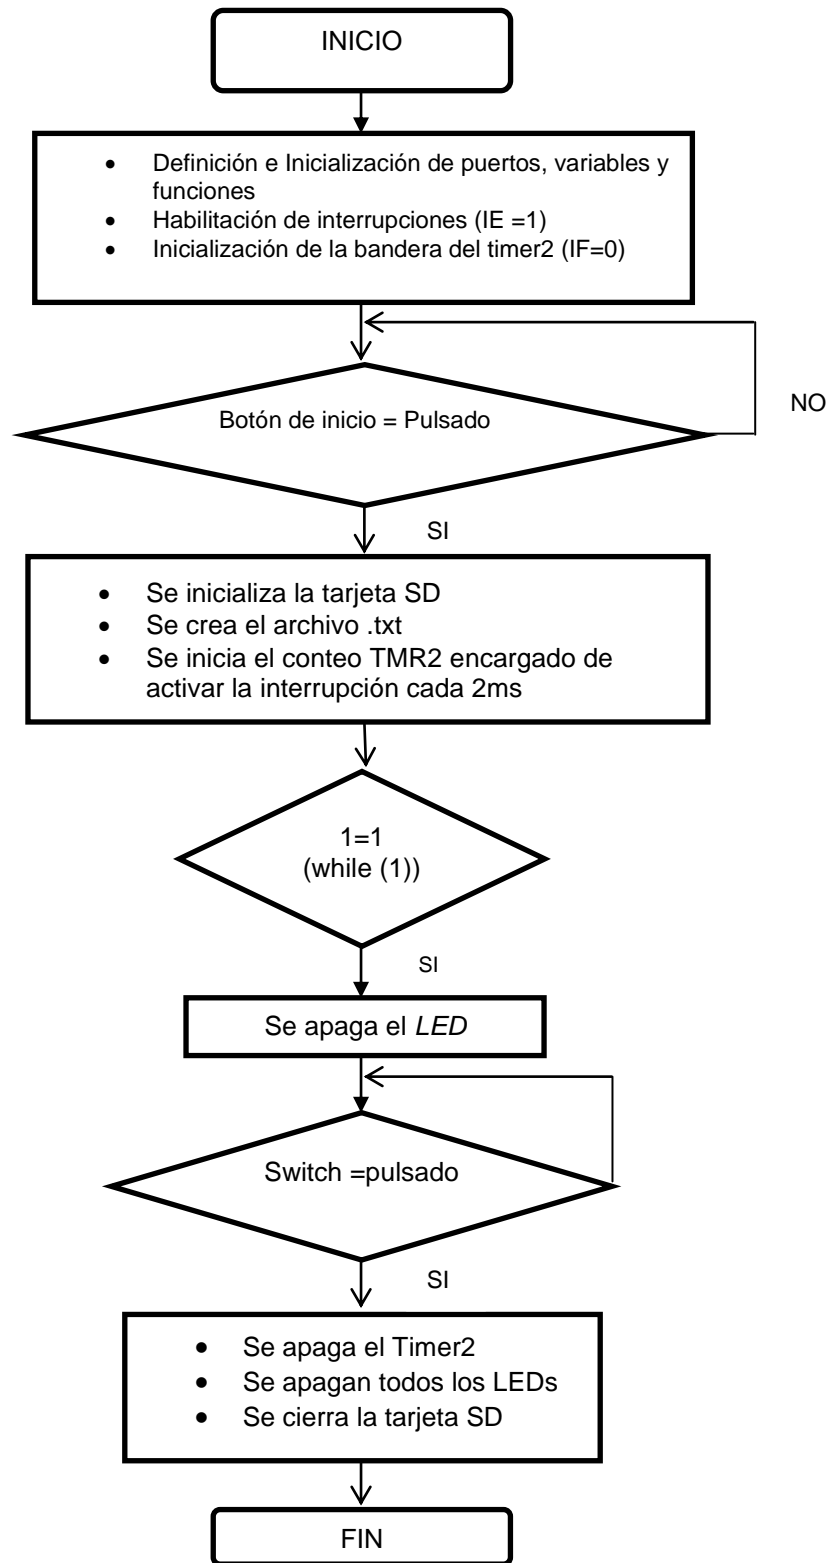 INICIO
• Definición e Inicialización de puertos, variables y
funciones
• Habilitación de interrupciones (IE =1)
• Inicialización de la bandera del timer2 (IF=0)
Botón de inicio = Pulsado
NO
SI
• Se inicializa la tarjeta SD
• Se crea el archivo .txt
• Se inicia el conteo TMR2 encargado de
activar la interrupción cada 2ms
1=1
(while (1))
SI
Se apaga el LED
Switch =pulsado
SI
• Se apaga el Timer2
• Se apagan todos los LEDs
• Se cierra la tarjeta SD
FIN